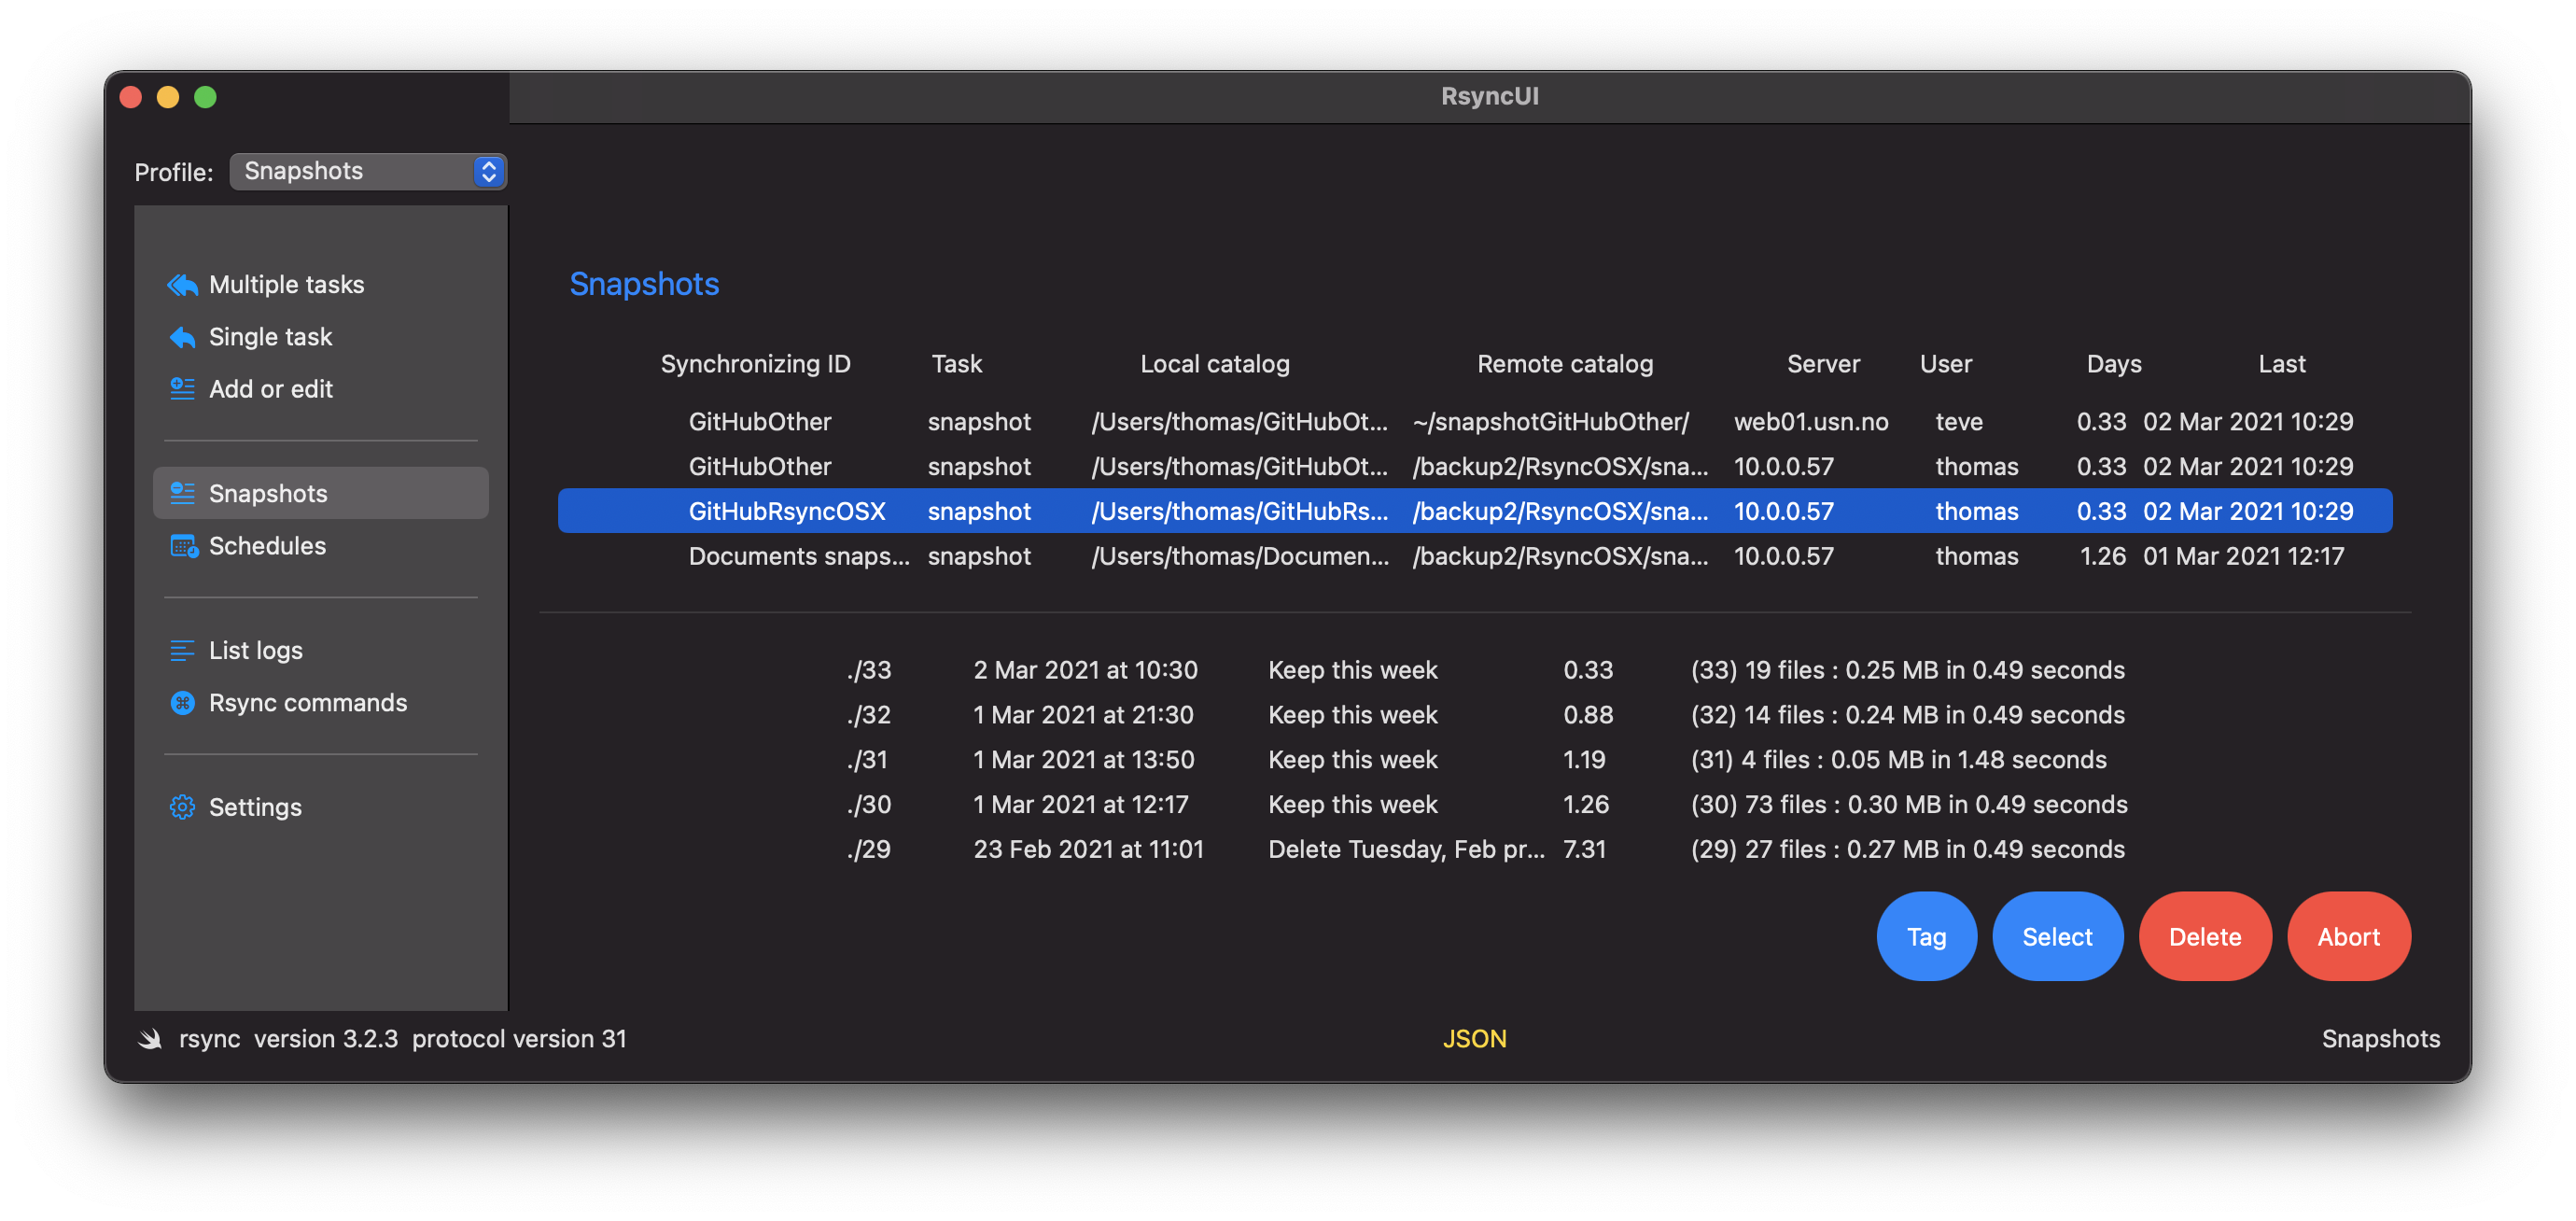 RsyncUI
Profile: Snapshots
Multiple tasks
Single task
Add or edit
Snapshots
Schedules
List logs
Rsync commands
Settings
Snapshots
Synchronizing ID Task Local catalog Remote catalog Server User Days Last
GitHubOther snapshot /Users/thomas/GitHubOt... ~/snapshotGitHubOther/ web01.usn.no teve 0.33 02 Mar 2021 10:29
GitHubOther snapshot /Users/thomas/GitHubOt... /backup2/RsyncOSX/sna... 10.0.0.57 thomas 0.33 02 Mar 2021 10:29
GitHubRsyncOSX snapshot /Users/thomas/GitHubRs... /backup2/RsyncOSX/sna... 10.0.0.57 thomas 0.33 02 Mar 2021 10:29
Documents snaps... snapshot /Users/thomas/Documen... /backup2/RsyncOSX/sna... 10.0.0.57 thomas 1.26 01 Mar 2021 12:17
./33 2 Mar 2021 at 10:30 Keep this week 0.33 (33) 19 files : 0.25 MB in 0.49 seconds
./32 1 Mar 2021 at 21:30 Keep this week 0.88 (32) 14 files : 0.24 MB in 0.49 seconds
./31 1 Mar 2021 at 13:50 Keep this week 1.19 (31) 4 files : 0.05 MB in 1.48 seconds
./30 1 Mar 2021 at 12:17 Keep this week 1.26 (30) 73 files : 0.30 MB in 0.49 seconds
./29 23 Feb 2021 at 11:01 Delete Tuesday, Feb pr... 7.31 (29) 27 files : 0.27 MB in 0.49 seconds
Tag Select Delete Abort
rsync version 3.2.3 protocol version 31 JSON Snapshots